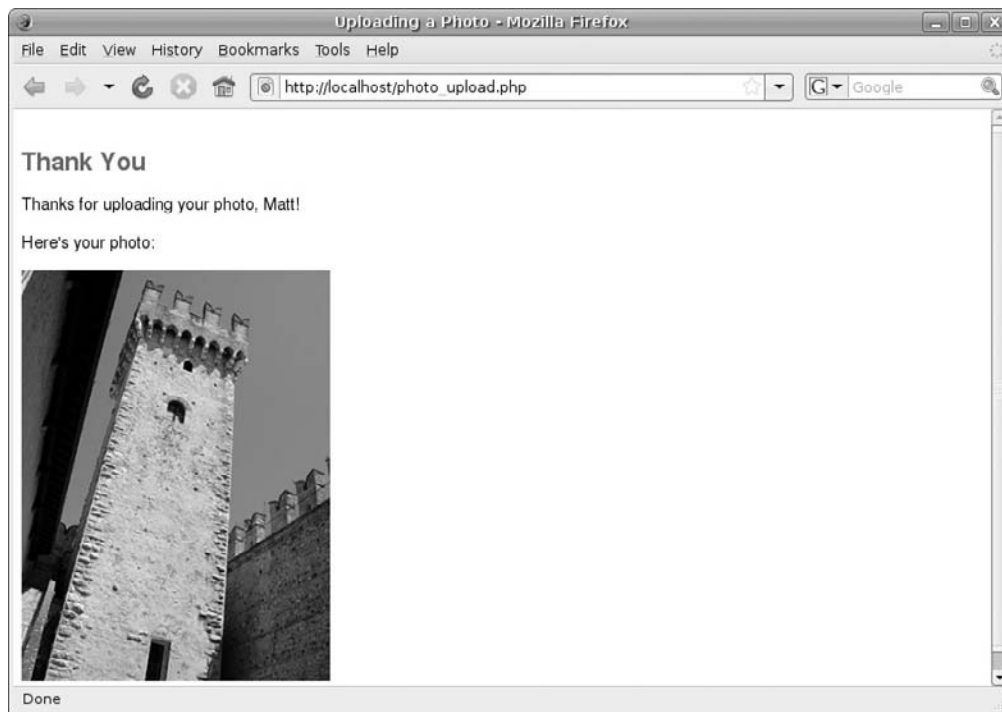 Uploading a Photo - Mozilla Firefox
File Edit View History Bookmarks Tools Help
http://localhost/photo_upload.php G Google
Thank You
Thanks for uploading your photo, Matt!
Here's your photo:
Done